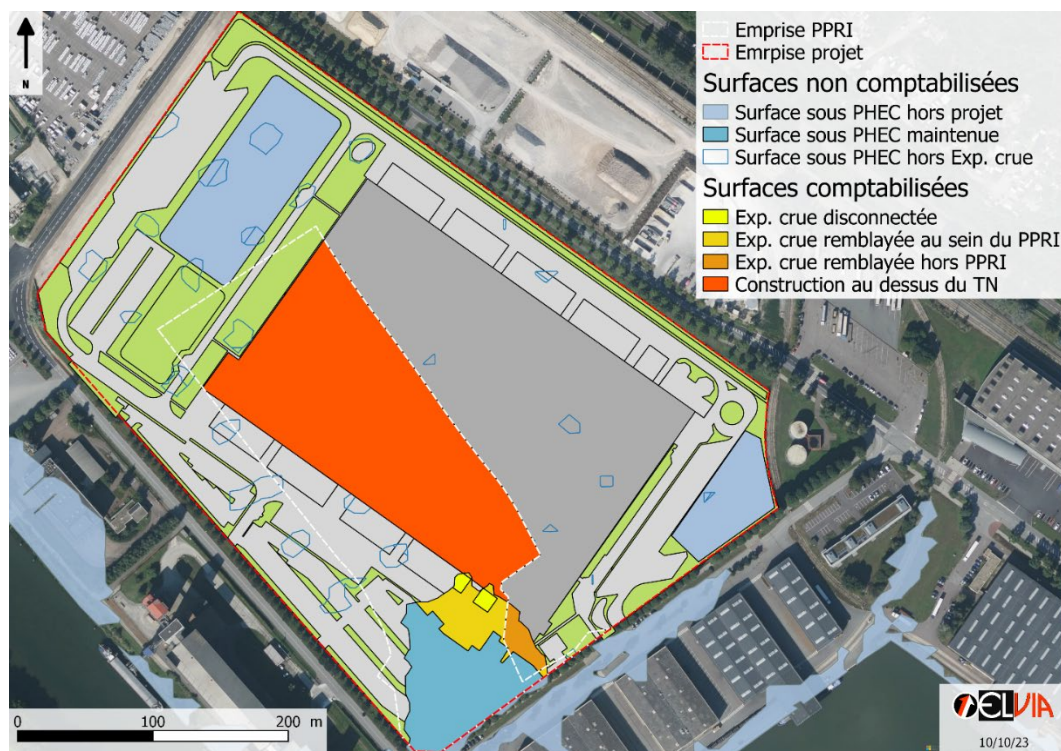 N
Emprise PPRI
Emrpise projet
Surfaces non comptabilisées
Surface sous PHEC hors projet
Surface sous PHEC maintenue
Surface sous PHEC hors Exp. crue
Surfaces comptabilisées
Exp. crue disconnectée
Exp. crue remblayée au sein du PPRI
Exp. crue remblayée hors PPRI
Construction au dessus du TN
0 100 200 m
ELVIA
10/10/23